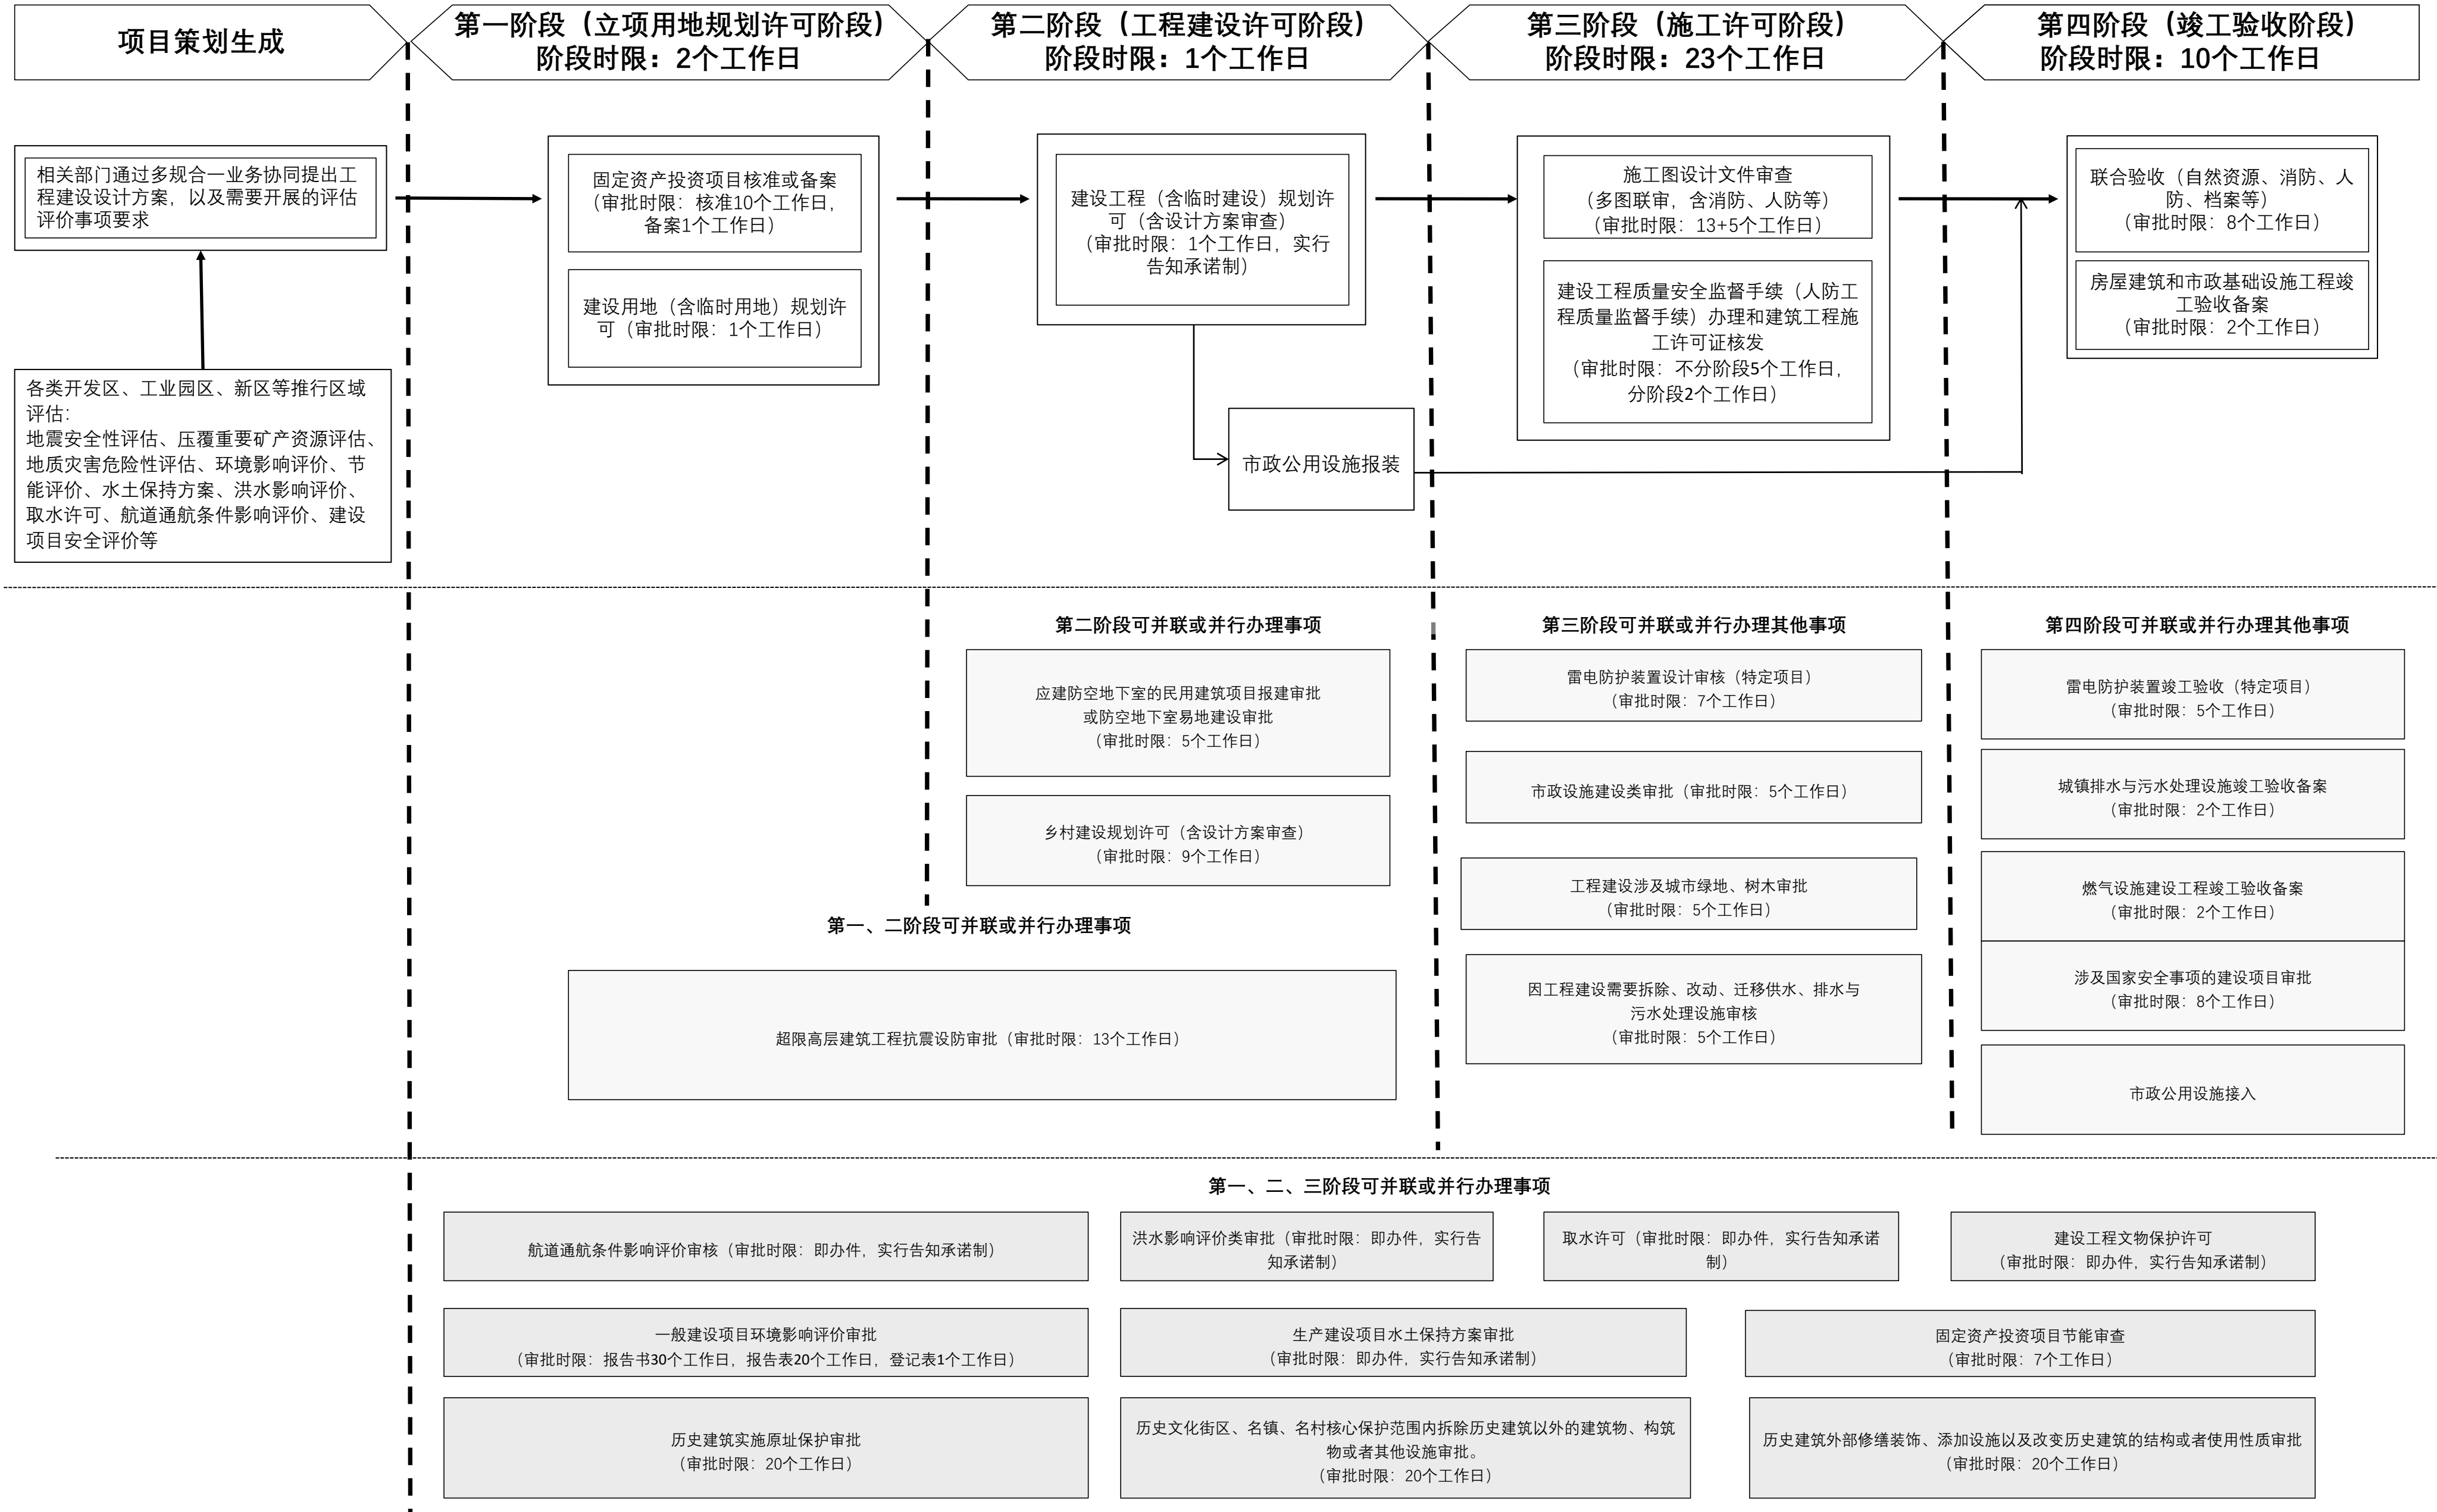 项目策划生成
第一阶段（立项用地规划许可阶段）
阶段时限：2个工作日
第二阶段（工程建设许可阶段）
阶段时限：1个工作日
第三阶段（施工许可阶段）
阶段时限：23个工作日
第四阶段（竣工验收阶段）
阶段时限：10个工作日
相关部门通过多规合一业务协同提出工
程建设设计方案，以及需要开展的评估
评价事项要求
各类开发区、工业园区、新区等推行区域
评估：
地震安全性评估、压覆重要矿产资源评估、
地质灾害危险性评估、环境影响评价、节
能评价、水土保持方案、洪水影响评价、
取水许可、航道通航条件影响评价、建设
项目安全评价等
固定资产投资项目核准或备案
（审批时限：核准10个工作日，
备案1个工作日）
建设用地（含临时用地）规划许
可（审批时限：1个工作日）
建设工程（含临时建设）规划许
可（含设计方案审查）
（审批时限：1个工作日，实行
告知承诺制）
市政公用设施报装
施工图设计文件审查
（多图联审，含消防、人防等）
（审批时限：13+5个工作日）
建设工程质量安全监督手续（人防工
程质量监督手续）办理和建筑工程施
工许可证核发
（审批时限：不分阶段5个工作日，
分阶段2个工作日）
联合验收（自然资源、消防、人
防、档案等）
（审批时限：8个工作日）
房屋建筑和市政基础设施工程竣
工验收备案
（审批时限：2个工作日）
第二阶段可并联或并行办理事项
应建防空地下室的民用建筑项目报建审批
或防空地下室易地建设审批
（审批时限：5个工作日）
乡村建设规划许可（含设计方案审查）
（审批时限：9个工作日）
第一、二阶段可并联或并行办理事项
超限高层建筑工程抗震设防审批（审批时限：13个工作日）
第三阶段可并联或并行办理其他事项
雷电防护装置设计审核（特定项目）
（审批时限：7个工作日）
市政设施建设类审批（审批时限：5个工作日）
工程建设涉及城市绿地、树木审批
（审批时限：5个工作日）
因工程建设需要拆除、改动、迁移供水、排水与
污水处理设施审核
（审批时限：5个工作日）
第四阶段可并联或并行办理其他事项
雷电防护装置竣工验收（特定项目）
（审批时限：5个工作日）
城镇排水与污水处理设施竣工验收备案
（审批时限：2个工作日）
燃气设施建设工程竣工验收备案
（审批时限：2个工作日）
涉及国家安全事项的建设项目审批
（审批时限：8个工作日）
市政公用设施接入
第一、二、三阶段可并联或并行办理事项
航道通航条件影响评价审核（审批时限：即办件，实行告知承诺制）
洪水影响评价类审批（审批时限：即办件，实行告
知承诺制）
取水许可（审批时限：即办件，实行告知承诺
制）
建设工程文物保护许可
（审批时限：即办件，实行告知承诺制）
一般建设项目环境影响评价审批
（审批时限：报告书30个工作日，报告表20个工作日，登记表1个工作日）
生产建设项目水土保持方案审批
（审批时限：即办件，实行告知承诺制）
固定资产投资项目节能审查
（审批时限：7个工作日）
历史建筑实施原址保护审批
（审批时限：20个工作日）
历史文化街区、名镇、名村核心保护范围内拆除历史建筑以外的建筑物、构筑
物或者其他设施审批。
（审批时限：20个工作日）
历史建筑外部修缮装饰、添加设施以及改变历史建筑的结构或者使用性质审批
（审批时限：20个工作日）